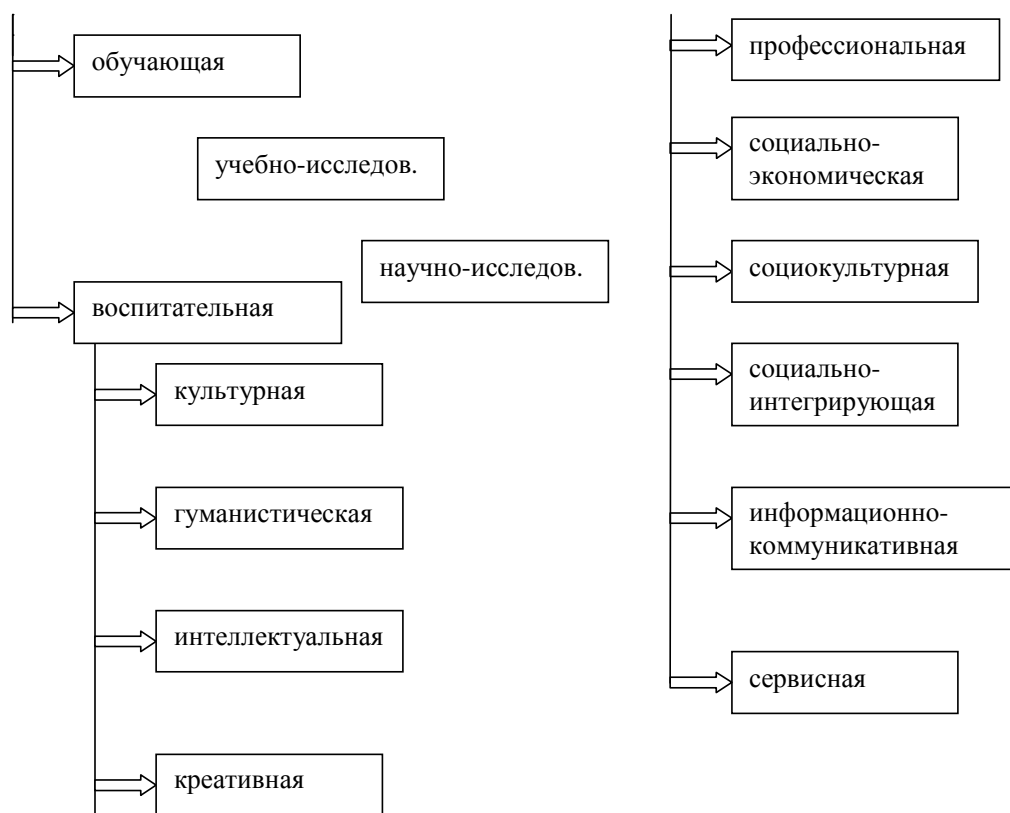 обучающая
учебно-исследов.
научно-исследов.
воспитательная
культурная
гуманистическая
интеллектуальная
креативная
профессиональная
социально-
экономическая
социокультурная
социально-
интегрирующая
информационно-
коммуникативная
сервисная